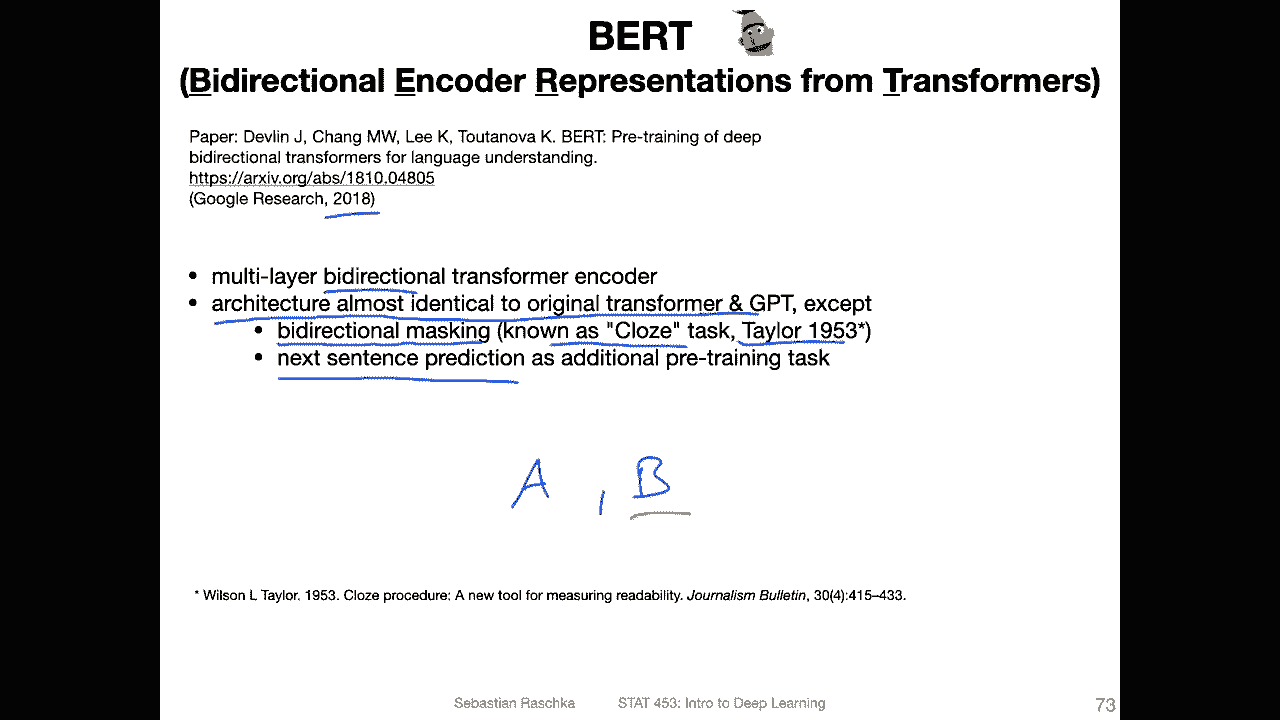 BERT
(Bidirectional Encoder Representations from Transformers)
Paper: Devlin J, Chang MW, Lee K, Toutanova K. BERT: Pre-training of deep
bidirectional transformers for language understanding.
https://arxiv.org/abs/1810.04805
(Google Research, 2018)
• multi-layer bidirectional transformer encoder
• architecture almost identical to original transformer & GPT, except
• bidirectional masking (known as "Cloze" task, Taylor 1953*)
• next sentence prediction as additional pre-training task
A , B
* Wilson L Taylor. 1953. Cloze procedure: A new tool for measuring readability. Journalism Bulletin, 30(4):415–433.
Sebastian Raschka STAT 453: Intro to Deep Learning 73